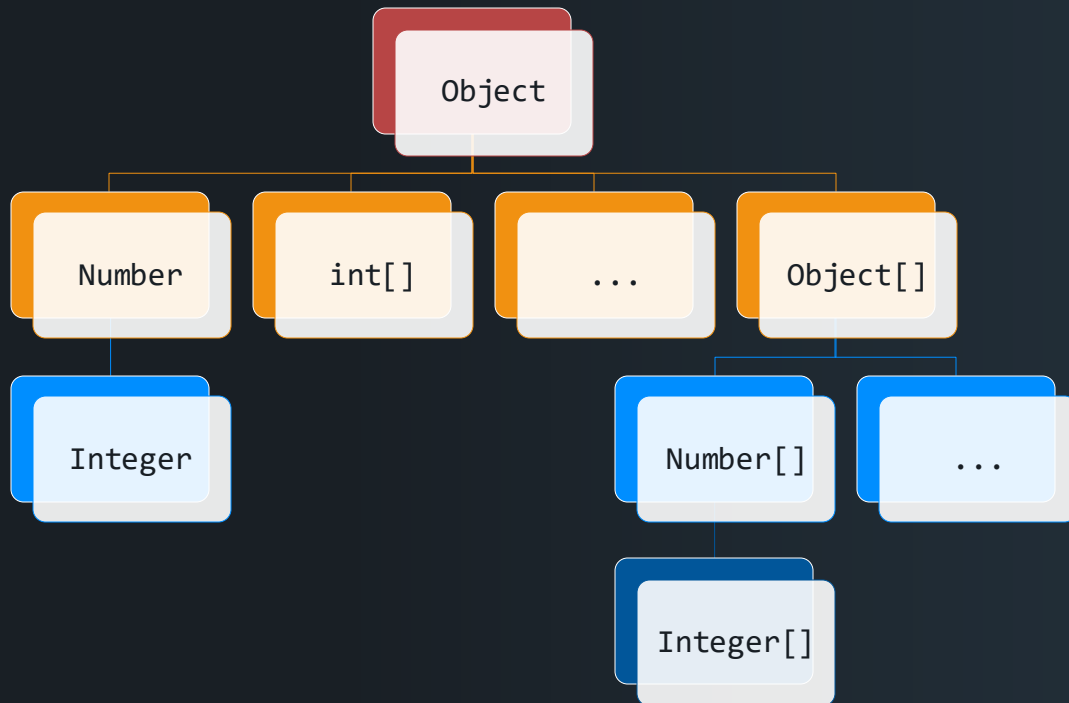 Object
Number
int[]
...
Object[]
Integer
Number[]
...
Integer[]